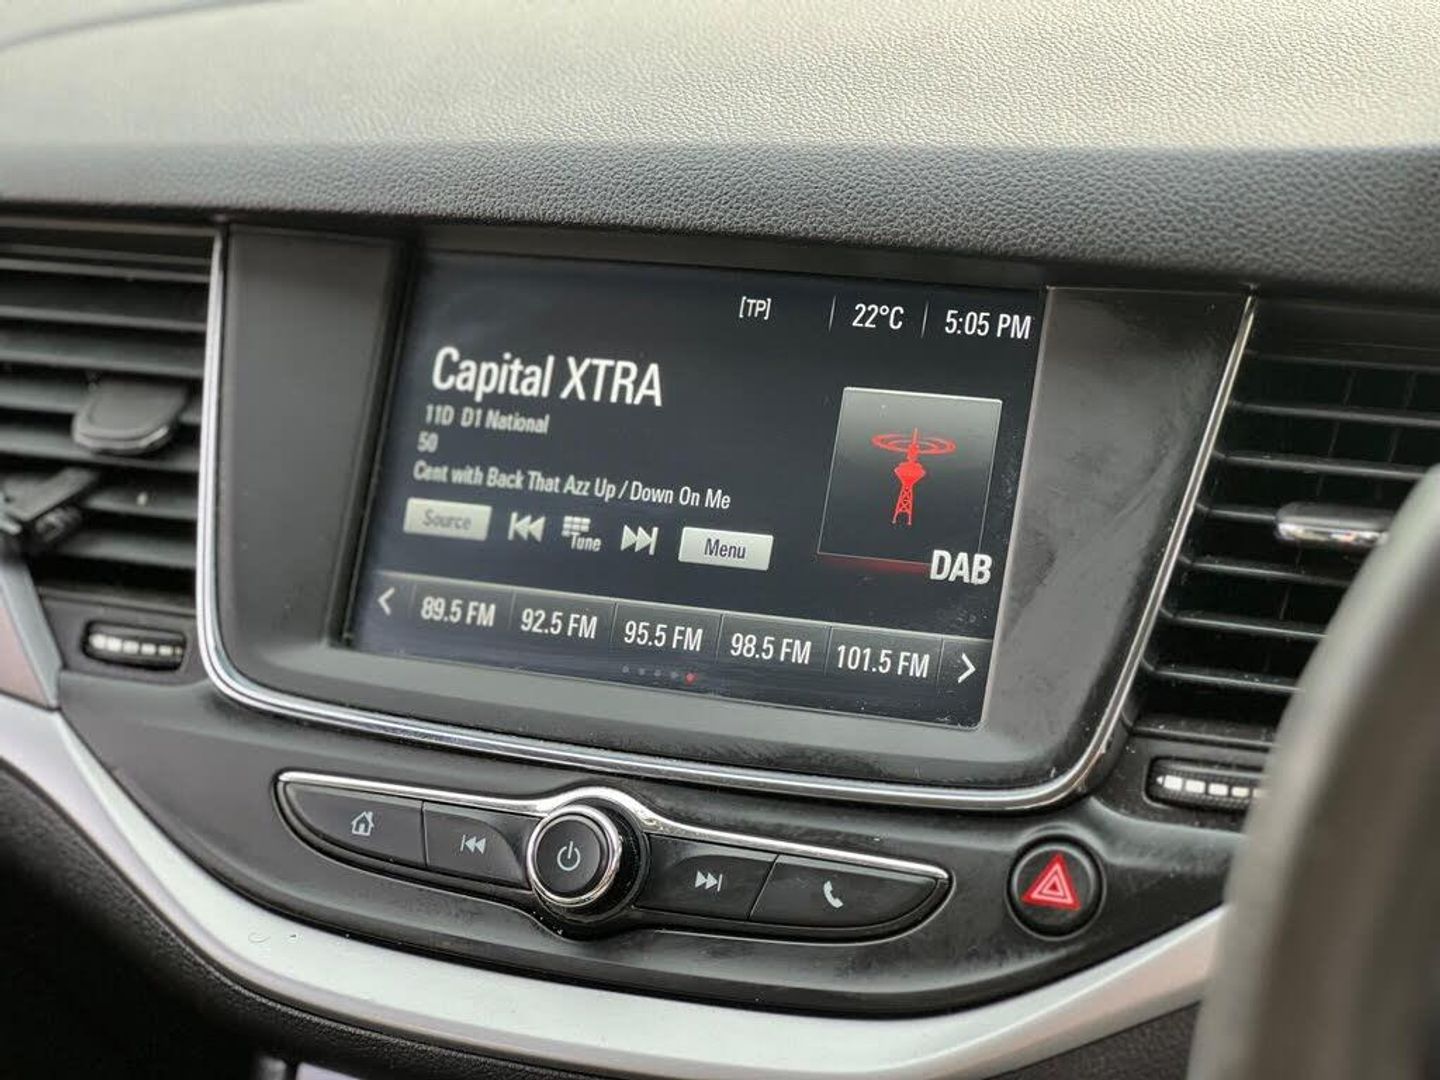 [TP] 22°C 5:05 PM
Capital XTRA
11D D1 National
50
Cent with Back That Azz Up / Down On Me
Source Tune Menu
DAB
89.5 FM 92.5 FM 95.5 FM 98.5 FM 101.5 FM